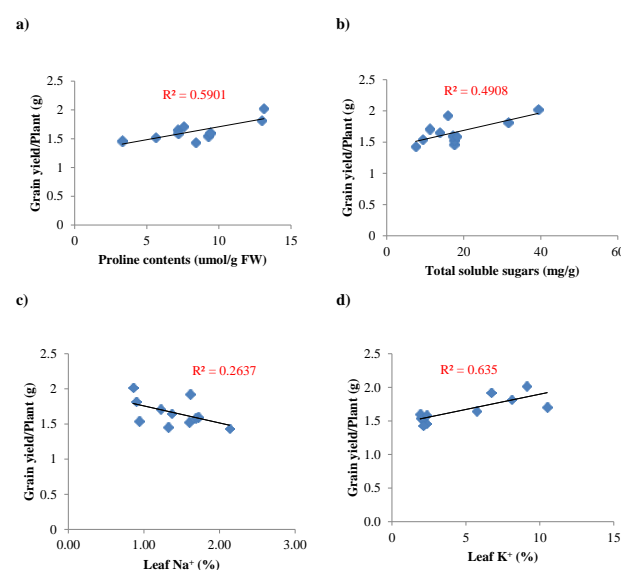 a)
R² = 0.5901
Grain yield/Plant (g)
2.5
2
1.5
1
0.5
0
0 5 10 15
Proline contents (umol/g FW)
b)
R² = 0.4908
Grain yield/Plant (g)
2.5
2
1.5
1
0.5
0
0 20 40 60
Total soluble sugars (mg/g)
c)
R² = 0.2637
Grain yield/Plant (g)
2.5
2
1.5
1
0.5
0
0.00 1.00 2.00 3.00
Leaf Na⁺ (%)
d)
R² = 0.635
Grain yield/Plant (g)
2.5
2.0
1.5
1.0
0.5
0.0
0 5 10 15
Leaf K⁺ (%)